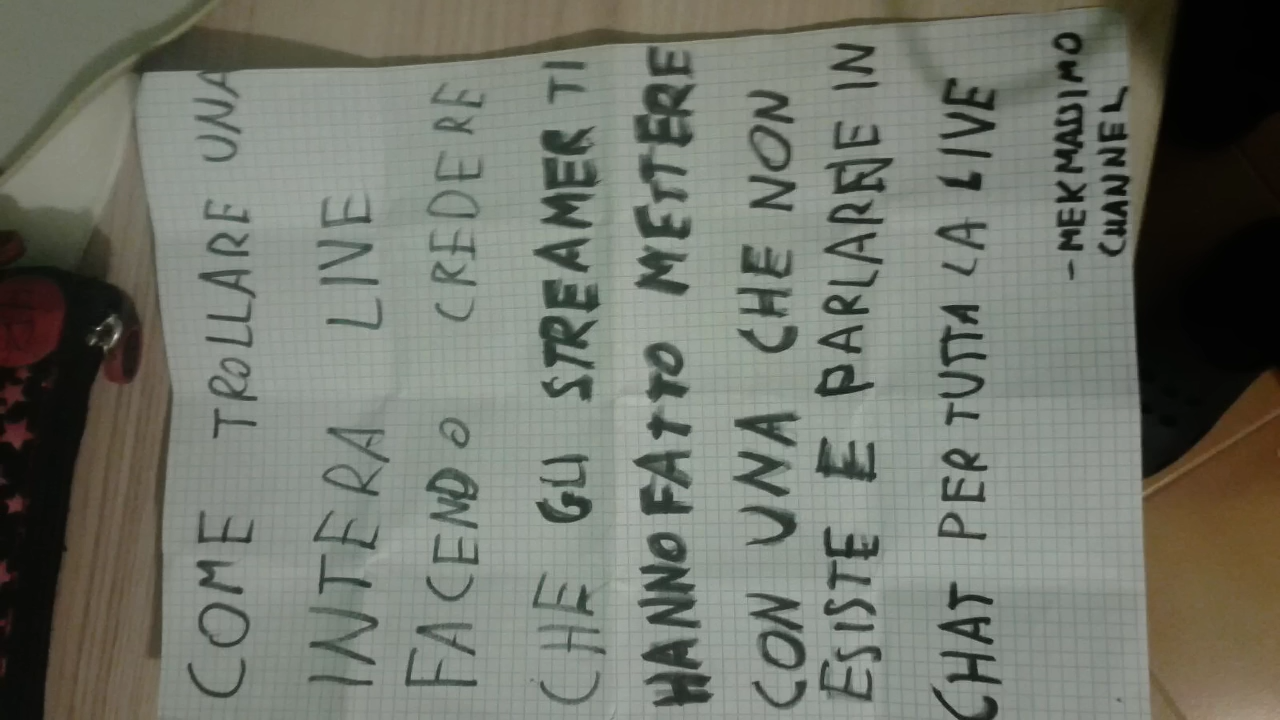 COME TROLLARE UNA
INTERA LIVE
FACENDO CREDERE
CHE GLI STREAMER TI
HANNO FATTO METTERE
CON UNA CHE NON
ESISTE E PARLARE IN
CHAT PER TUTTA LA LIVE
- MEKMASSIMO
CHANNEL